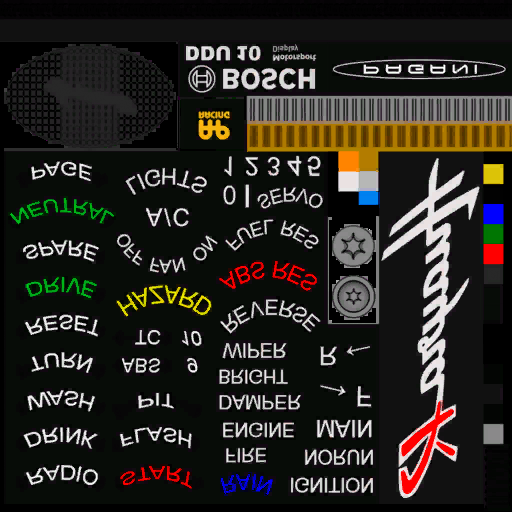 DDU 10
Display
Motorsport
BOSCH
PAGANI
RACING
PAGE
LIGHTS
1 2 3 4 5
0 | SERVO
NEUTRAL
A/C
SPARE
OFF FAN ON
FUEL RES
DRIVE
HAZARD
ABS RES
RESET
TC 10
REVERSE
TURN
ABS 9
WIPER
R ←
BRIGHT
WASH
PIT
DAMPER
→ F
DRINK
FLASH
ENGINE
MAIN
FIRE
NORUN
RADIO
START
RAIN
IGNITION
Huayra R